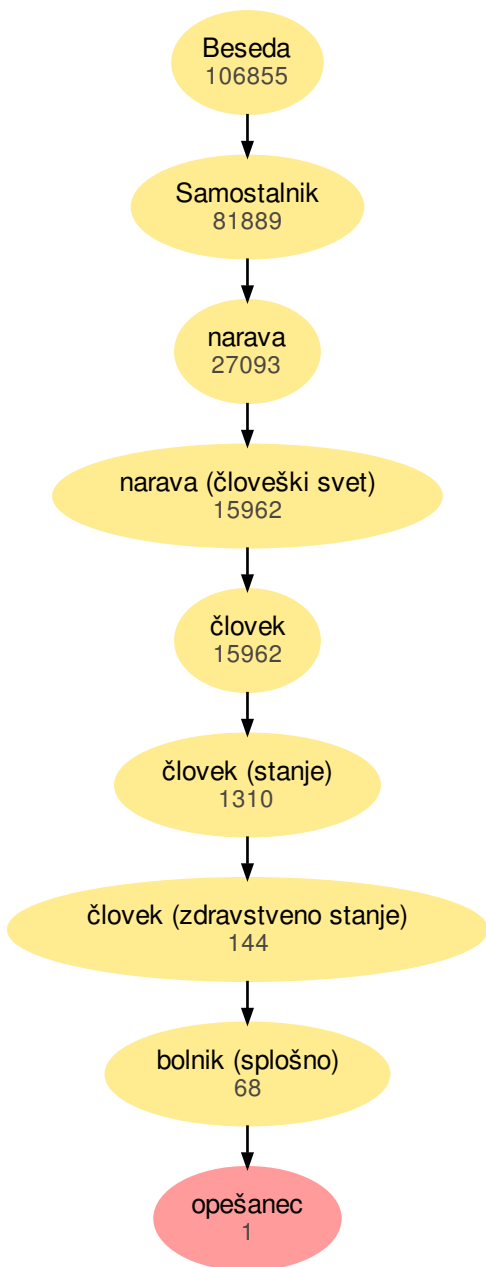 Beseda
106855
Samostalnik
81889
narava
27093
narava (človeški svet)
15962
človek
15962
človek (stanje)
1310
človek (zdravstveno stanje)
144
bolnik (splošno)
68
opešanec
1